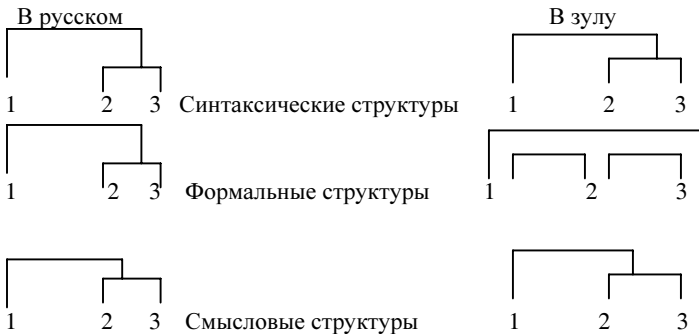 В русском В зулу
1 2 3 Синтаксические структуры 1 2 3
1 2 3 Формальные структуры 1 2 3
1 2 3 Смысловые структуры 1 2 3